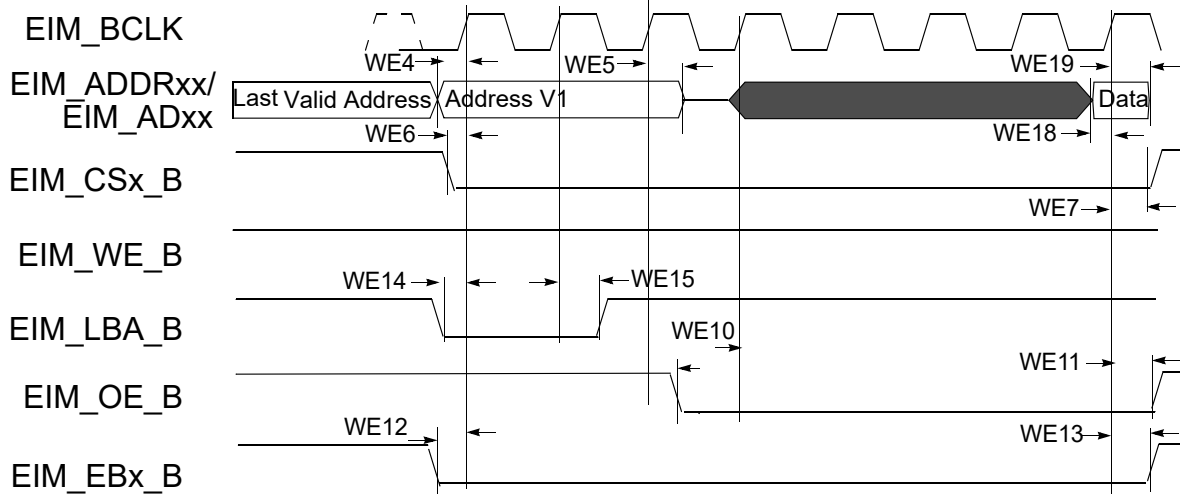 EIM_BCLK
WE4
WE5
WE19
EIM_ADDRxx/
EIM_ADxx
Last Valid Address
Address V1
Data
WE6
WE18
EIM_CSx_B
WE7
EIM_WE_B
WE14
WE15
EIM_LBA_B
WE10
WE11
EIM_OE_B
WE12
WE13
EIM_EBx_B